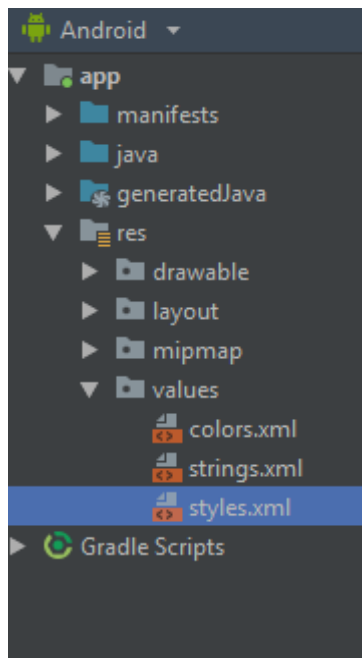 Android
app
manifests
java
generatedJava
res
drawable
layout
mipmap
values
colors.xml
strings.xml
styles.xml
Gradle Scripts